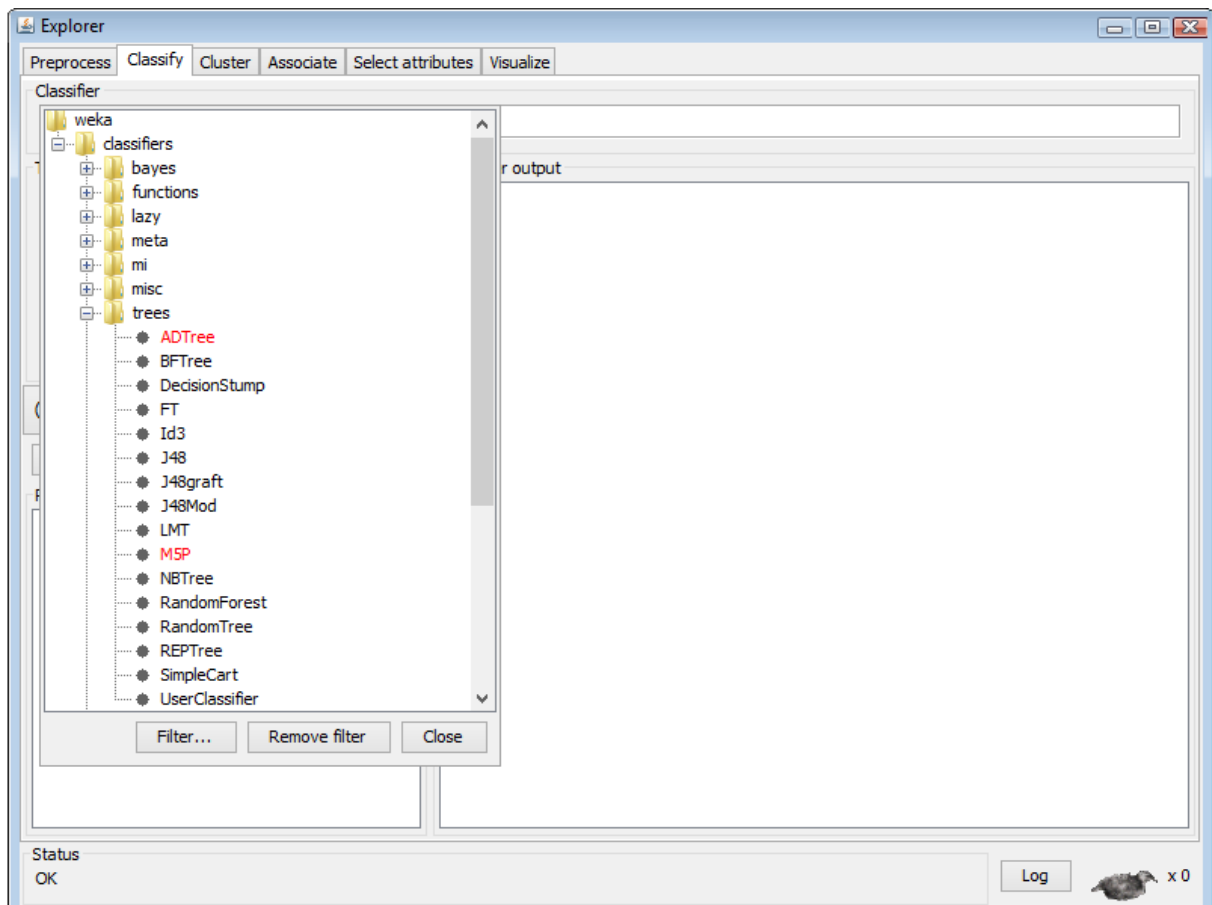 Explorer
Preprocess Classify Cluster Associate Select attributes Visualize
Classifier
weka
classifiers
r output
bayes
functions
lazy
meta
mi
misc
trees
ADTree
BFTree
DecisionStump
FT
Id3
J48
J48graft
J48Mod
LMT
M5P
NBTree
RandomForest
RandomTree
REPTree
SimpleCart
UserClassifier
Filter... Remove filter Close
Status
OK
Log x 0